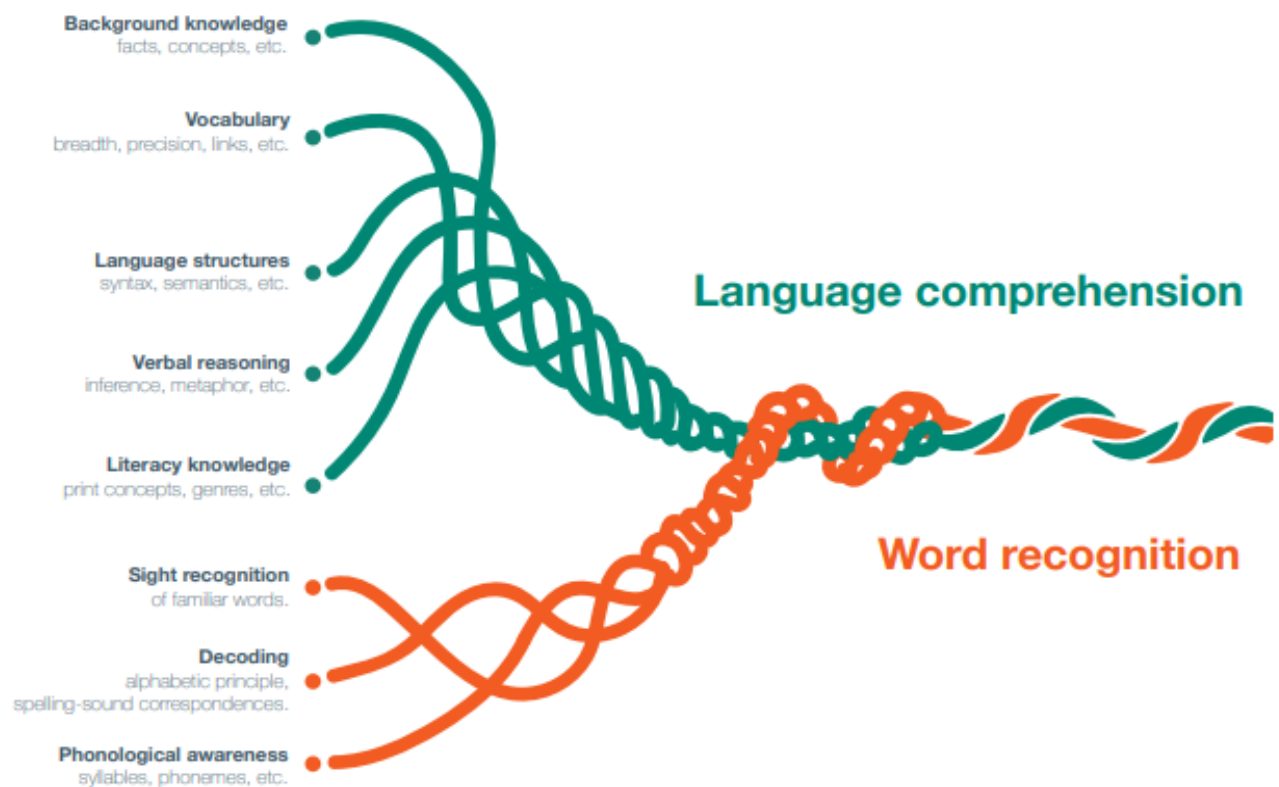 Background knowledge
facts, concepts, etc.
Vocabulary
breadth, precision, links, etc.
Language structures
syntax, semantics, etc.
Verbal reasoning
inference, metaphor, etc.
Literacy knowledge
print concepts, genres, etc.
Language comprehension
Word recognition
Sight recognition
of familiar words.
Decoding
alphabetic principle,
spelling-sound correspondences.
Phonological awareness
syllables, phonemes, etc.